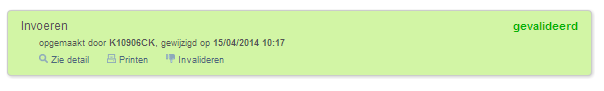 Invoeren gevalideerd
opgemaakt door K10906CK, gewijzigd op 15/04/2014 10:17
Zie detail Printen Invalideren